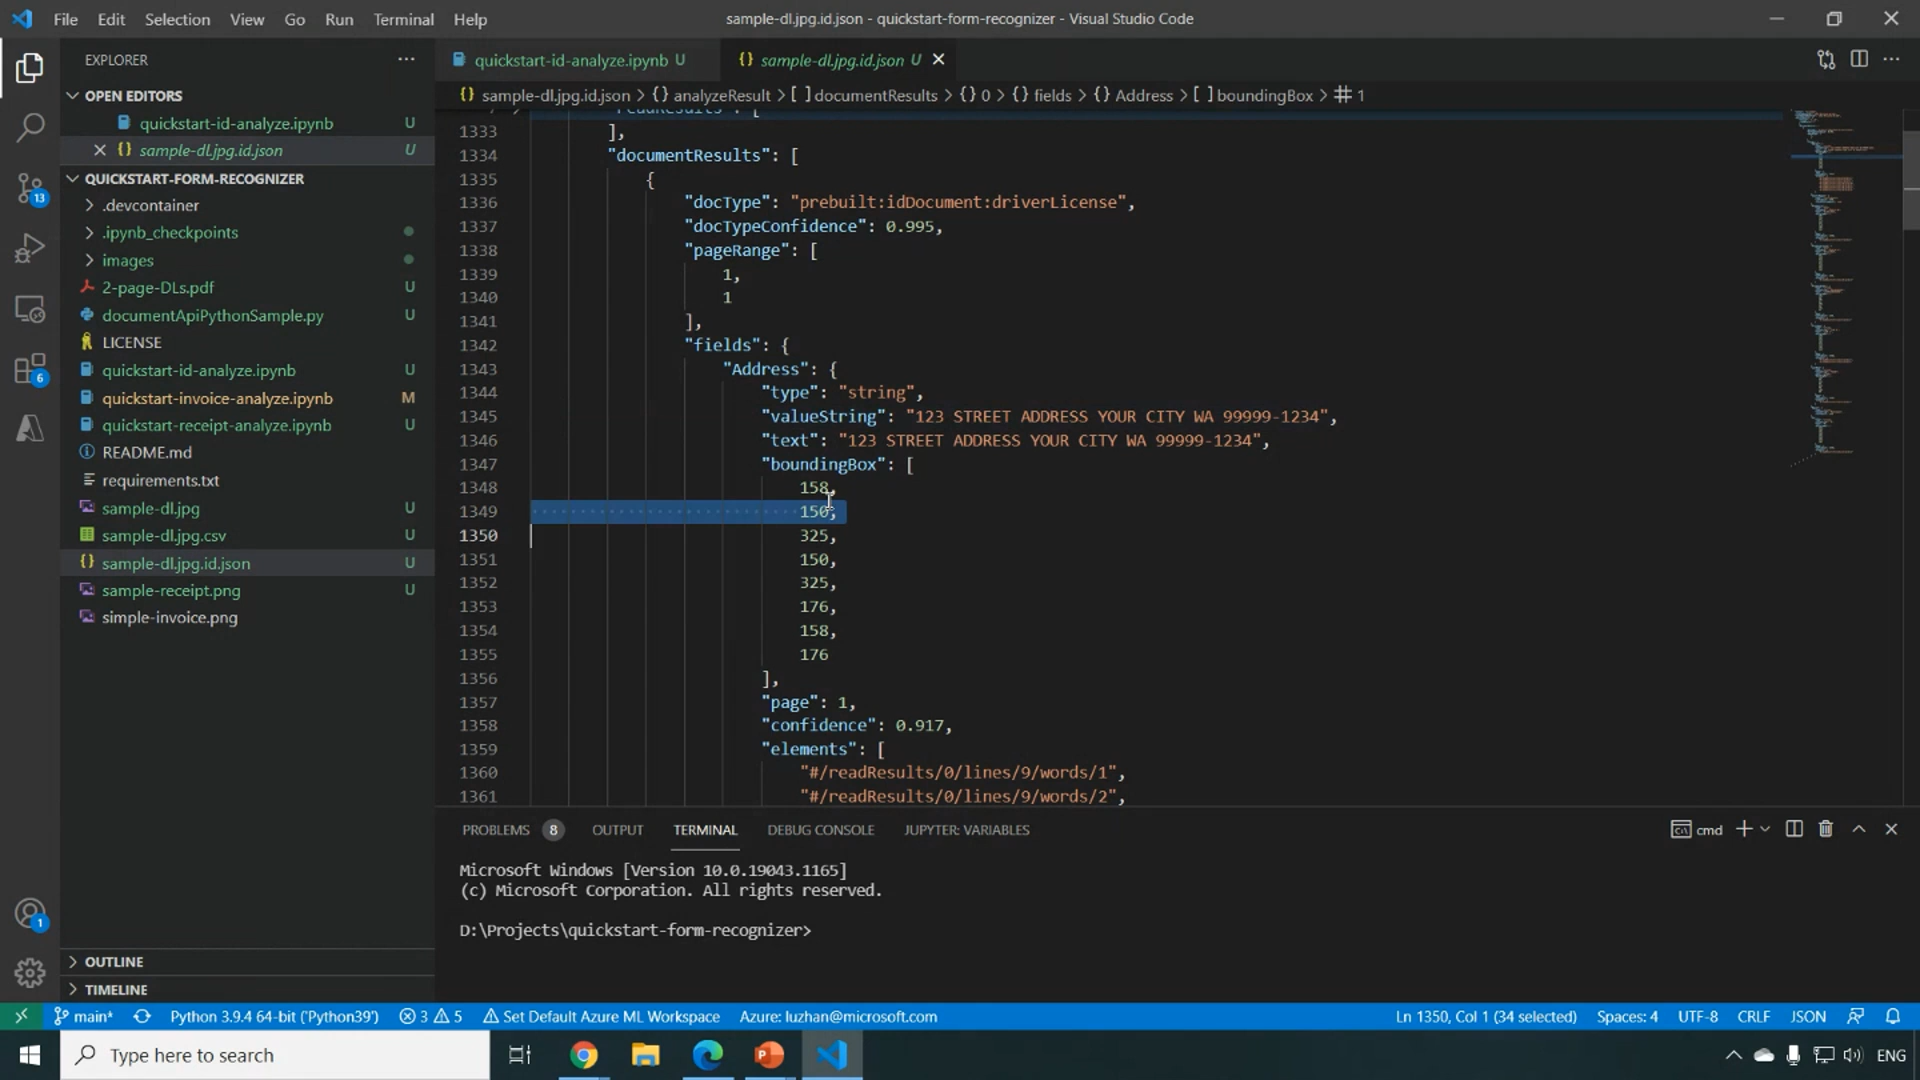 File Edit Selection View Go Run Terminal Help
sample-dl.jpg.id.json - quickstart-form-recognizer - Visual Studio Code
EXPLORER
OPEN EDITORS
quickstart-id-analyze.ipynb U
sample-dl.jpg.id.json U
QUICKSTART-FORM-RECOGNIZER
.devcontainer
.ipynb_checkpoints
images
2-page-DLs.pdf U
documentApiPythonSample.py U
LICENSE
quickstart-id-analyze.ipynb U
quickstart-invoice-analyze.ipynb M
quickstart-receipt-analyze.ipynb U
README.md
requirements.txt
sample-dl.jpg U
sample-dl.jpg.csv U
sample-dl.jpg.id.json U
sample-receipt.png U
simple-invoice.png
OUTLINE
TIMELINE
13
6
1
quickstart-id-analyze.ipynb U
{} sample-dl.jpg.id.json U
{} sample-dl.jpg.id.json > {} analyzeResult > [ ] documentResults > {} 0 > {} fields > {} Address > [ ] boundingBox > # 1
"readResults": [
1333 ],
1334 "documentResults": [
1335 {
1336 "docType": "prebuilt:idDocument:driverLicense",
1337 "docTypeConfidence": 0.995,
1338 "pageRange": [
1339 1,
1340 1
1341 ],
1342 "fields": {
1343 "Address": {
1344 "type": "string",
1345 "valueString": "123 STREET ADDRESS YOUR CITY WA 99999-1234",
1346 "text": "123 STREET ADDRESS YOUR CITY WA 99999-1234",
1347 "boundingBox": [
1348 158,
1349 150,
1350 325,
1351 150,
1352 325,
1353 176,
1354 158,
1355 176
1356 ],
1357 "page": 1,
1358 "confidence": 0.917,
1359 "elements": [
1360 "#/readResults/0/lines/9/words/1",
1361 "#/readResults/0/lines/9/words/2",
PROBLEMS 8 OUTPUT TERMINAL DEBUG CONSOLE JUPYTER: VARIABLES
cmd
Microsoft Windows [Version 10.0.19043.1165]
(c) Microsoft Corporation. All rights reserved.
D:\Projects\quickstart-form-recognizer>
main* Python 3.9.4 64-bit ('Python39') 3 5 Set Default Azure ML Workspace Azure: luzhan@microsoft.com
Ln 1350, Col 1 (34 selected) Spaces: 4 UTF-8 CRLF JSON
Type here to search
ENG